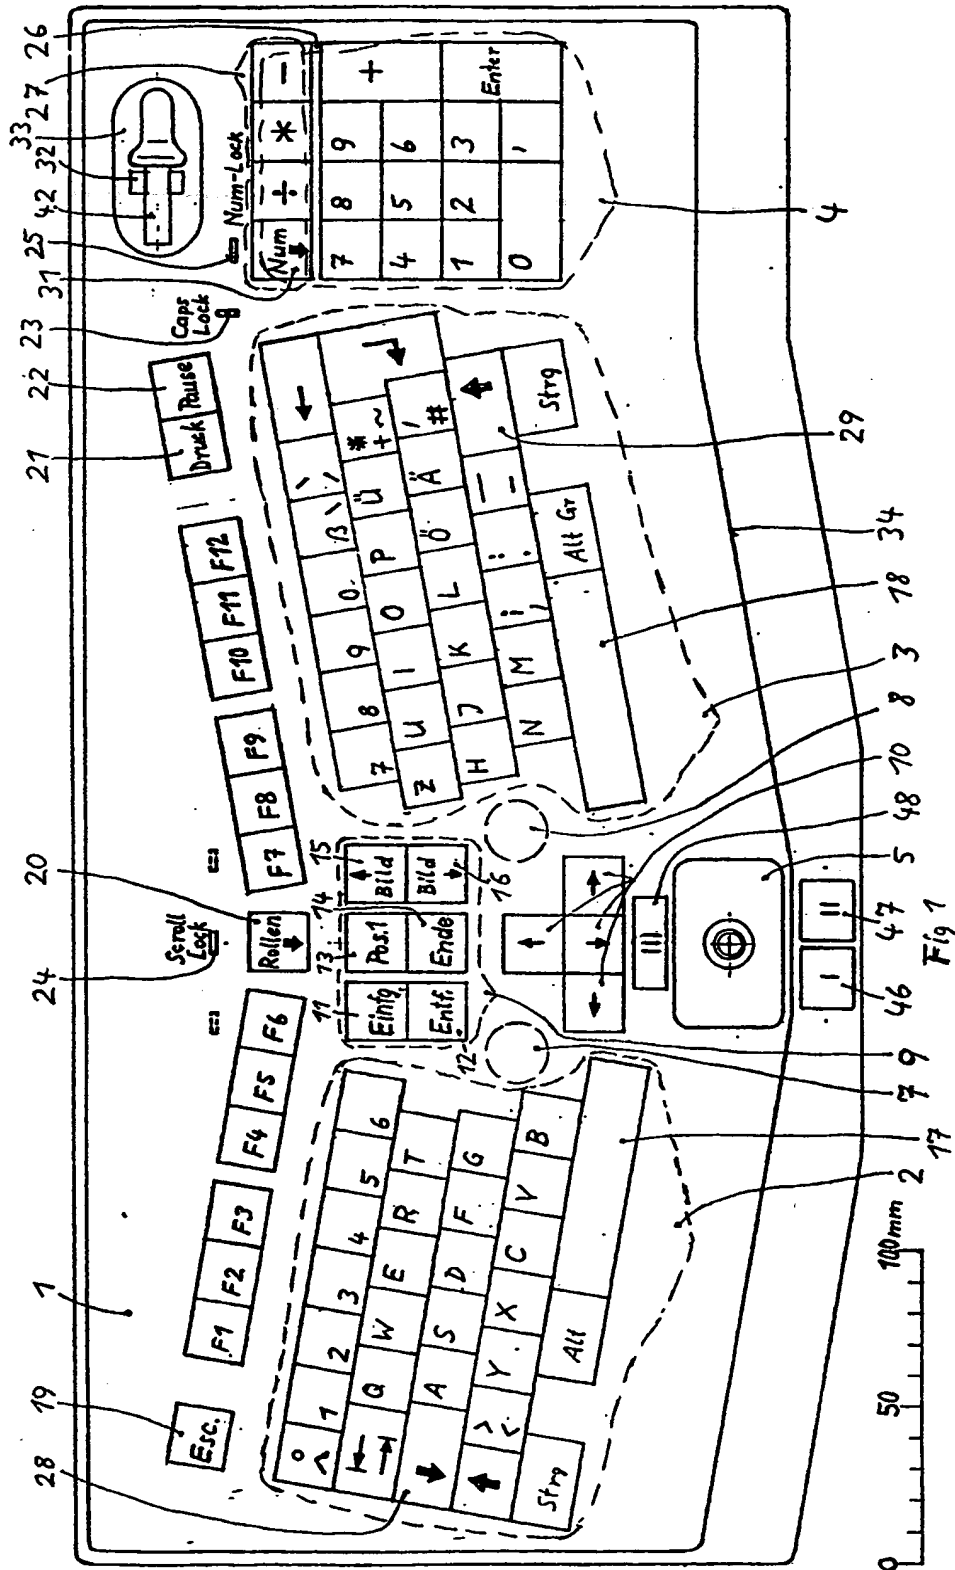 1
19
28
20
24
21
22
23
31
25
42
32
33
27
26
Esc.
F1 F2 F3
F4 F5 F6
Scroll Lock
Rollen
F7 F8 F9
F10 F11 F12
Druck Pause
Caps Lock
Num-Lock
° ^ 1 2 3 4 5 6
Q W E R T
A S D F G
> < Y X C V B
Strg Alt
11 13 14 15
Einfg. Pos.1 Bild
Entf. Ende Bild
12 16
7 8 9 0 ß \ ` ´
Z U I O P Ü * + ~
H J K L Ö Ä ' #
N M ; , : . _ -
Alt Gr Strg
Num ÷ * −
7 8 9 +
4 5 6
1 2 3 Enter
0 ,
III
I II
0 50 100mm
2
17
7
9
46
47
5
48
10
8
3
18
34
29
4
Fig 1